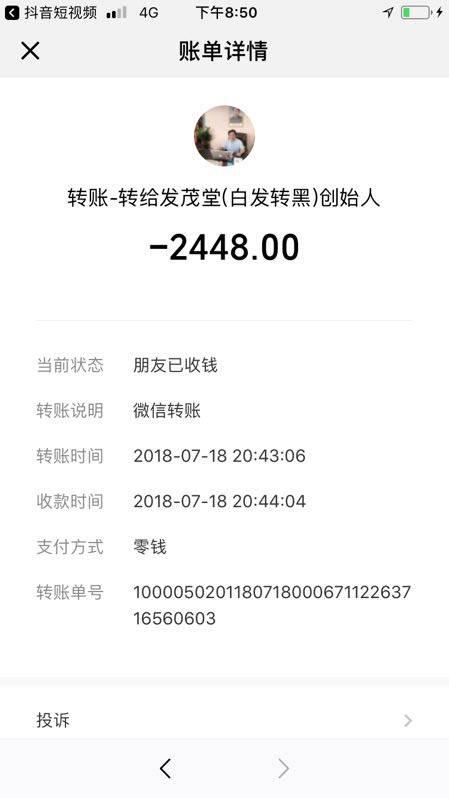 抖音短视频 4G 下午8:50
账单详情
转账-转给发茂堂(白发转黑)创始人
-2448.00
当前状态 朋友已收钱
转账说明 微信转账
转账时间 2018-07-18 20:43:06
收款时间 2018-07-18 20:44:04
支付方式 零钱
转账单号 1000050201180718000671122637
16560603
投诉